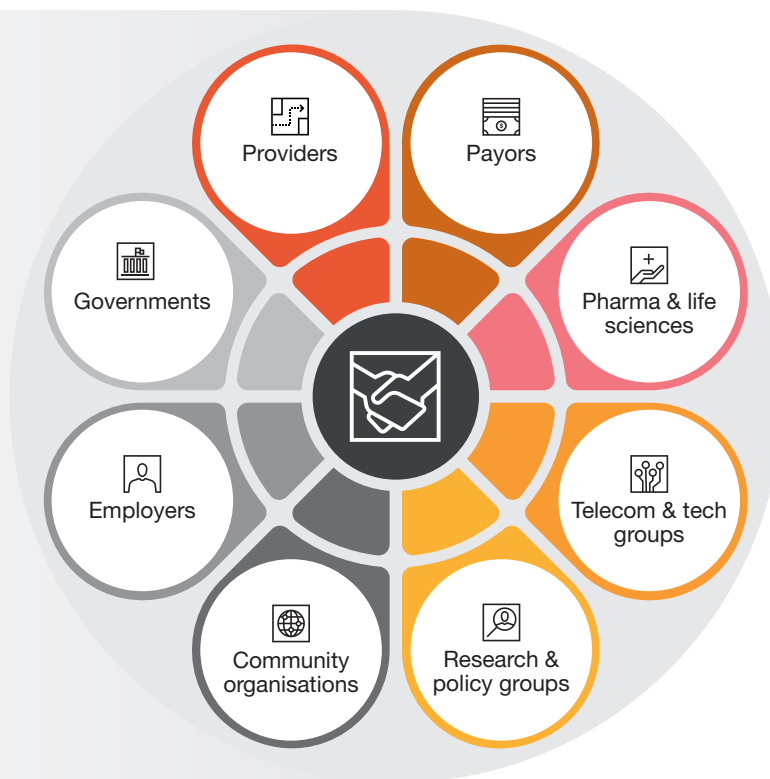 Providers
Payors
Governments
Pharma & life
sciences
Employers
Telecom & tech
groups
Community
organisations
Research &
policy groups